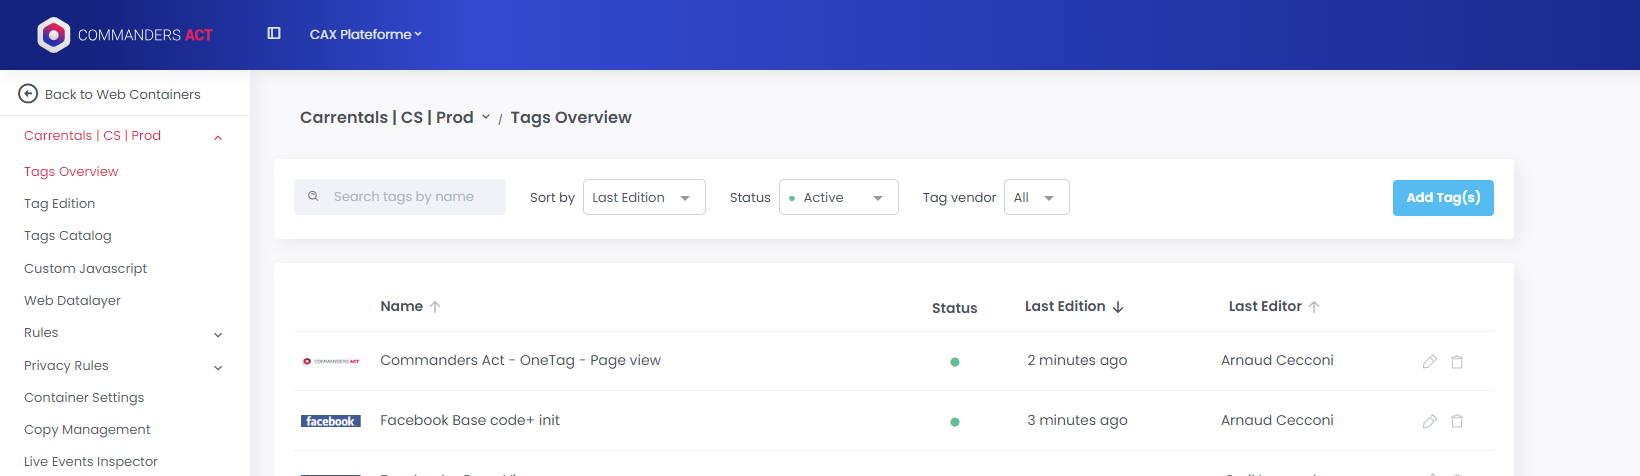 COMMANDERS ACT
CAX Plateforme
Back to Web Containers
Carrentals | CS | Prod
Tags Overview
Tag Edition
Tags Catalog
Custom Javascript
Web Datalayer
Rules
Privacy Rules
Container Settings
Copy Management
Live Events Inspector
Carrentals | CS | Prod / Tags Overview
Search tags by name Sort by Last Edition Status Active Tag vendor All Add Tag(s)
Name Status Last Edition Last Editor
COMMANDERS ACT Commanders Act - OneTag - Page view 2 minutes ago Arnaud Cecconi
facebook Facebook Base code+ init 3 minutes ago Arnaud Cecconi